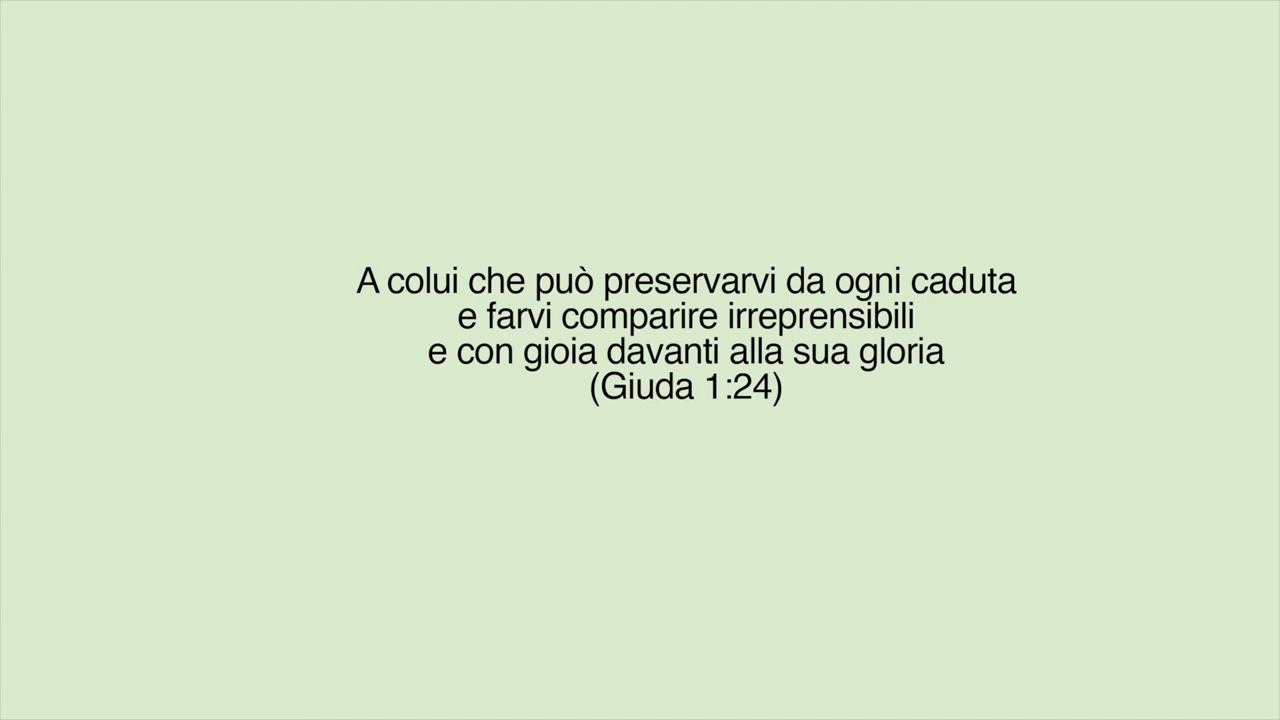 A colui che può preservarvi da ogni caduta
e farvi comparire irreprensibili
e con gioia davanti alla sua gloria
(Giuda 1:24)